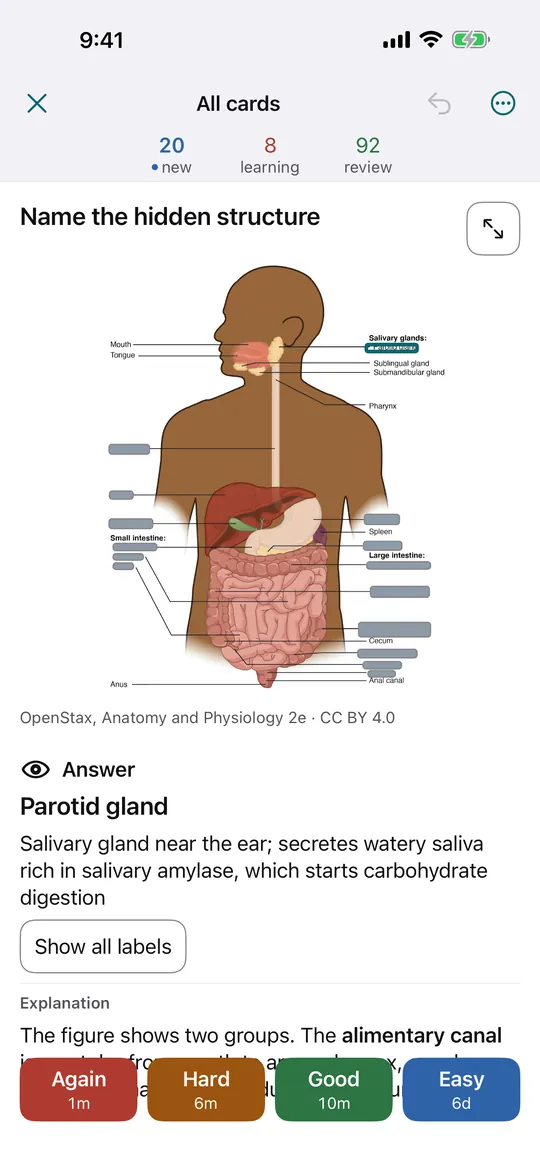 9:41
All cards
20
8
92
new
learning
review
Name the hidden structure
Mouth
Tongue
Salivary glands:
Sublingual gland
Submandibular gland
Pharynx
Spleen
Small intestine:
Large intestine:
Cecum
Anus
Anal canal
OpenStax, Anatomy and Physiology 2e · CC BY 4.0
Answer
Parotid gland
Salivary gland near the ear; secretes watery saliva
rich in salivary amylase, which starts carbohydrate
digestion
Show all labels
Explanation
The figure shows two groups. The alimentary canal
Again
Hard
Good
Easy
1m
6m
10m
6d